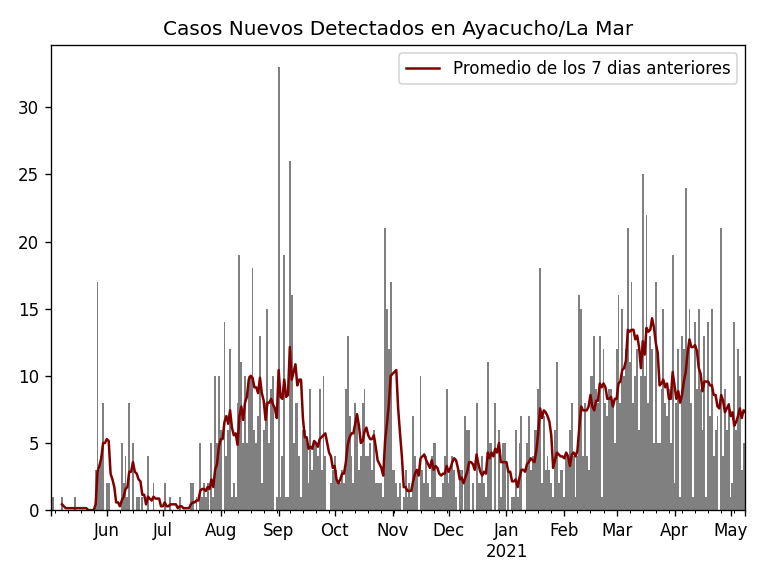 Casos Nuevos Detectados en Ayacucho/La Mar
Promedio de los 7 dias anteriores
30
25
20
15
10
5
0
Jun Jul Aug Sep Oct Nov Dec Jan Feb Mar Apr May
2021